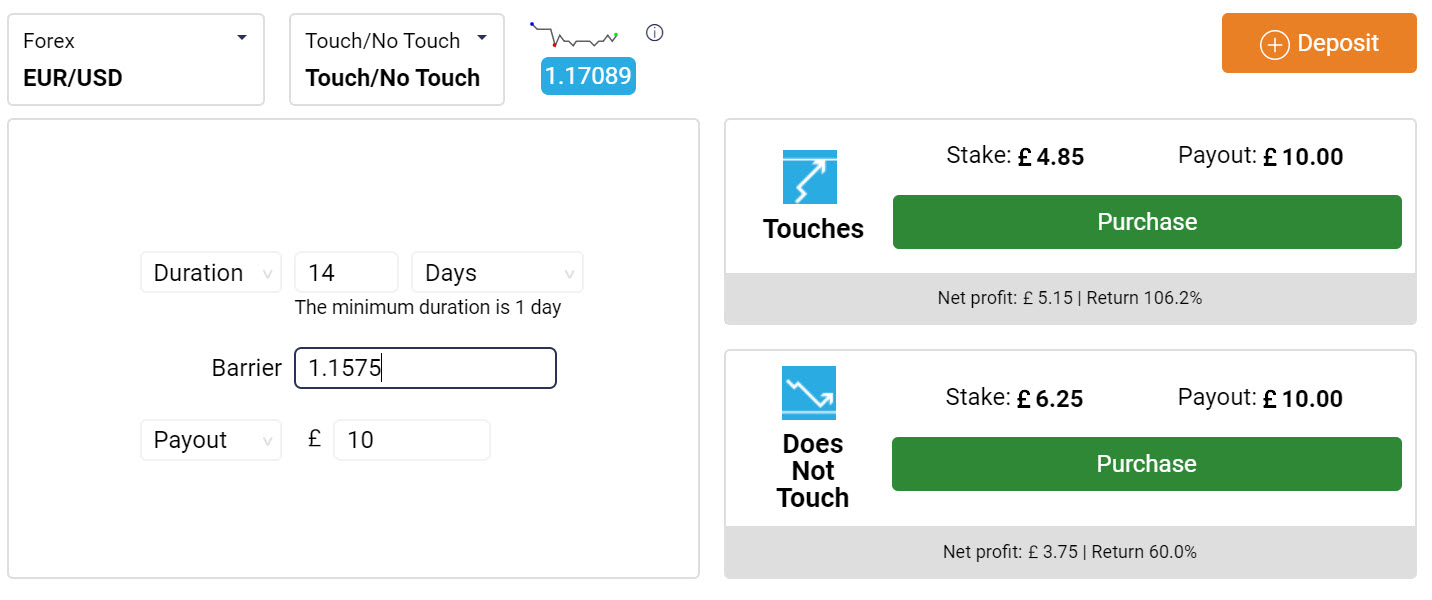 Forex
EUR/USD
Touch/No Touch
Touch/No Touch
1.17089
Deposit
Duration 14 Days
The minimum duration is 1 day
Barrier 1.1575
Payout £ 10
Stake: £ 4.85 Payout: £ 10.00
Touches
Purchase
Net profit: £ 5.15 | Return 106.2%
Stake: £ 6.25 Payout: £ 10.00
Does
Not
Touch
Purchase
Net profit: £ 3.75 | Return 60.0%